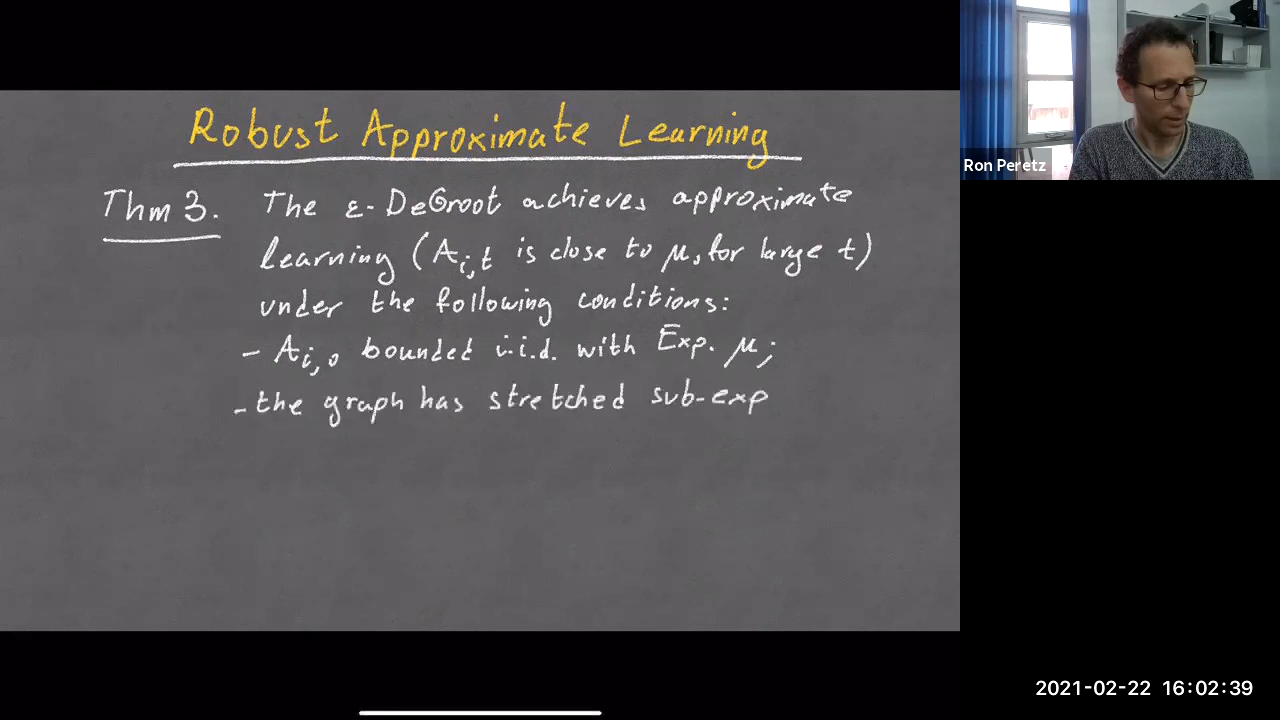 Robust Approximate Learning
Thm 3. The ε-DeGroot achieves approximate
learning (A_{i,t} is close to μ, for large t)
under the following conditions:
- A_{i,0} bounded i.i.d. with Exp. μ;
- the graph has stretched sub-exp
Ron Peretz
2021-02-22 16:02:39